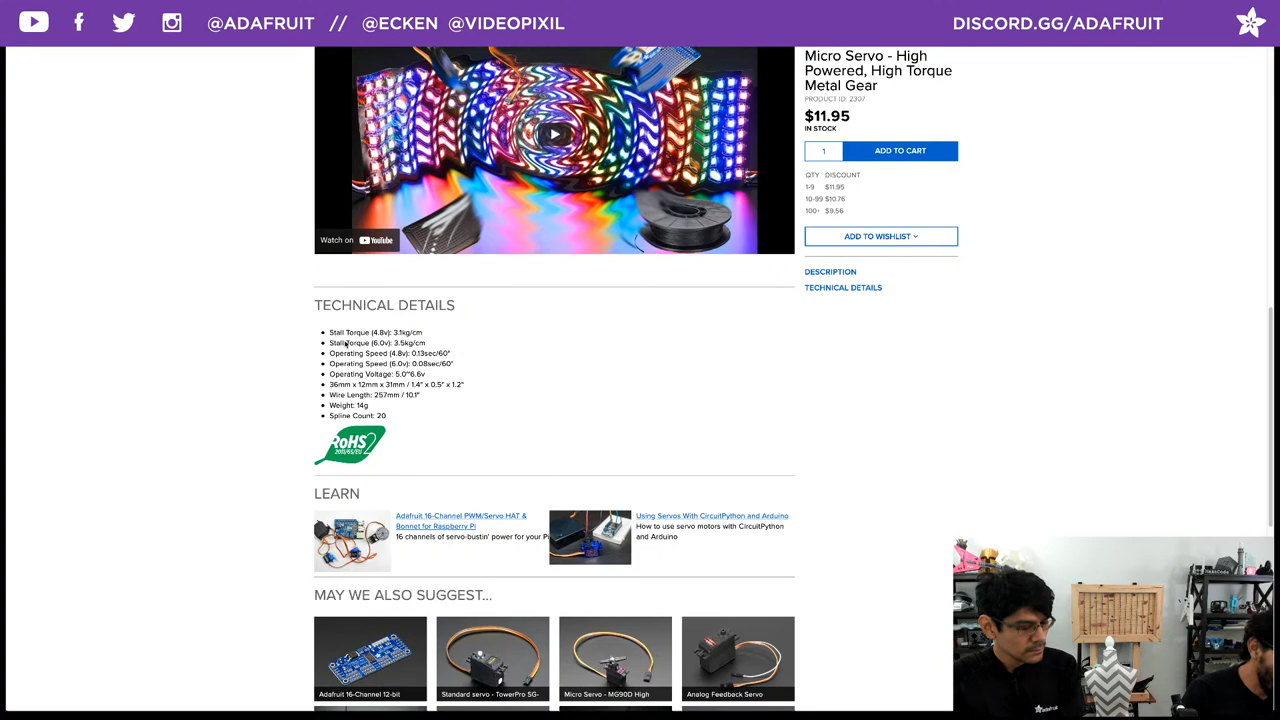 @ADAFRUIT // @ECKEN @VIDEOPIXIL
DISCORD.GG/ADAFRUIT
Micro Servo - High
Powered, High Torque
Metal Gear
PRODUCT ID: 2307
$11.95
IN STOCK
1
ADD TO CART
QTY DISCOUNT
1-9 $11.95
10-99 $10.76
100+ $9.56
ADD TO WISHLIST
DESCRIPTION
TECHNICAL DETAILS
Watch on YouTube
TECHNICAL DETAILS
Stall Torque (4.8v): 3.1kg/cm
Stall Torque (6.0v): 3.5kg/cm
Operating Speed (4.8v): 0.13sec/60°
Operating Speed (6.0v): 0.08sec/60°
Operating Voltage: 5.0~6.6v
36mm x 12mm x 31mm / 1.4" x 0.5" x 1.2"
Wire Length: 257mm / 10.1"
Weight: 14g
Spline Count: 20
RoHS 2
2011/65/EU
LEARN
Adafruit 16-Channel PWM/Servo HAT &
Bonnet for Raspberry Pi
16 channels of servo-bustin' power for your Pi
Using Servos With CircuitPython and Arduino
How to use servo motors with CircuitPython
and Arduino
MAY WE ALSO SUGGEST...
Adafruit 16-Channel 12-bit
Standard servo - TowerPro SG-
Micro Servo - MG90D High
Analog Feedback Servo
adafruit